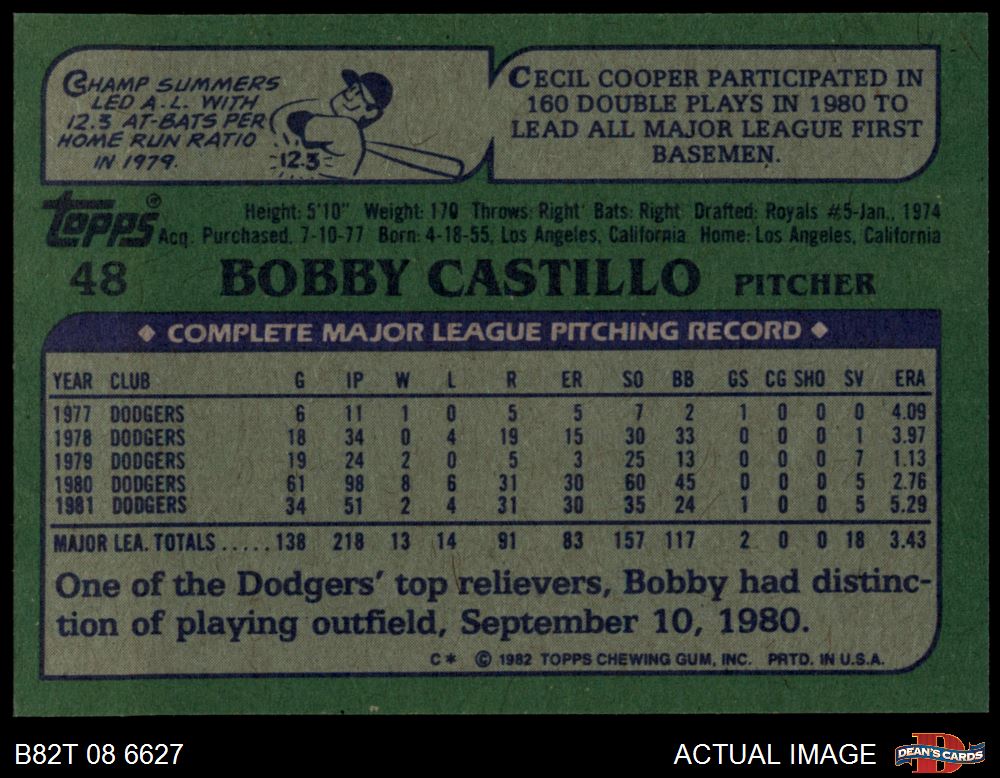 CHAMP SUMMERS
LED A.L. WITH
12.3 AT-BATS PER
HOME RUN RATIO
IN 1979.
12.3
CECIL COOPER PARTICIPATED IN
160 DOUBLE PLAYS IN 1980 TO
LEAD ALL MAJOR LEAGUE FIRST
BASEMEN.
Topps®
Height: 5'10" Weight: 170 Throws: Right Bats: Right Drafted: Royals #5-Jan., 1974
Acq. Purchased, 7-10-77 Born: 4-18-55, Los Angeles, California Home: Los Angeles, California
48 BOBBY CASTILLO PITCHER
◆ COMPLETE MAJOR LEAGUE PITCHING RECORD ◆
YEAR CLUB G IP W L R ER SO BB GS CG SHO SV ERA
1977 DODGERS 6 11 1 0 5 5 7 2 1 0 0 0 4.09
1978 DODGERS 18 34 0 4 19 15 30 33 0 0 0 1 3.97
1979 DODGERS 19 24 2 0 5 3 25 13 0 0 0 7 1.13
1980 DODGERS 61 98 8 6 31 30 60 45 0 0 0 5 2.76
1981 DODGERS 34 51 2 4 31 30 35 24 1 0 0 5 5.29
MAJOR LEA. TOTALS ..... 138 218 13 14 91 83 157 117 2 0 0 18 3.43
One of the Dodgers' top relievers, Bobby had distinc-
tion of playing outfield, September 10, 1980.
C* © 1982 TOPPS CHEWING GUM, INC. PRTD. IN U.S.A.
B82T 08 6627
ACTUAL IMAGE
DEAN'S CARDS